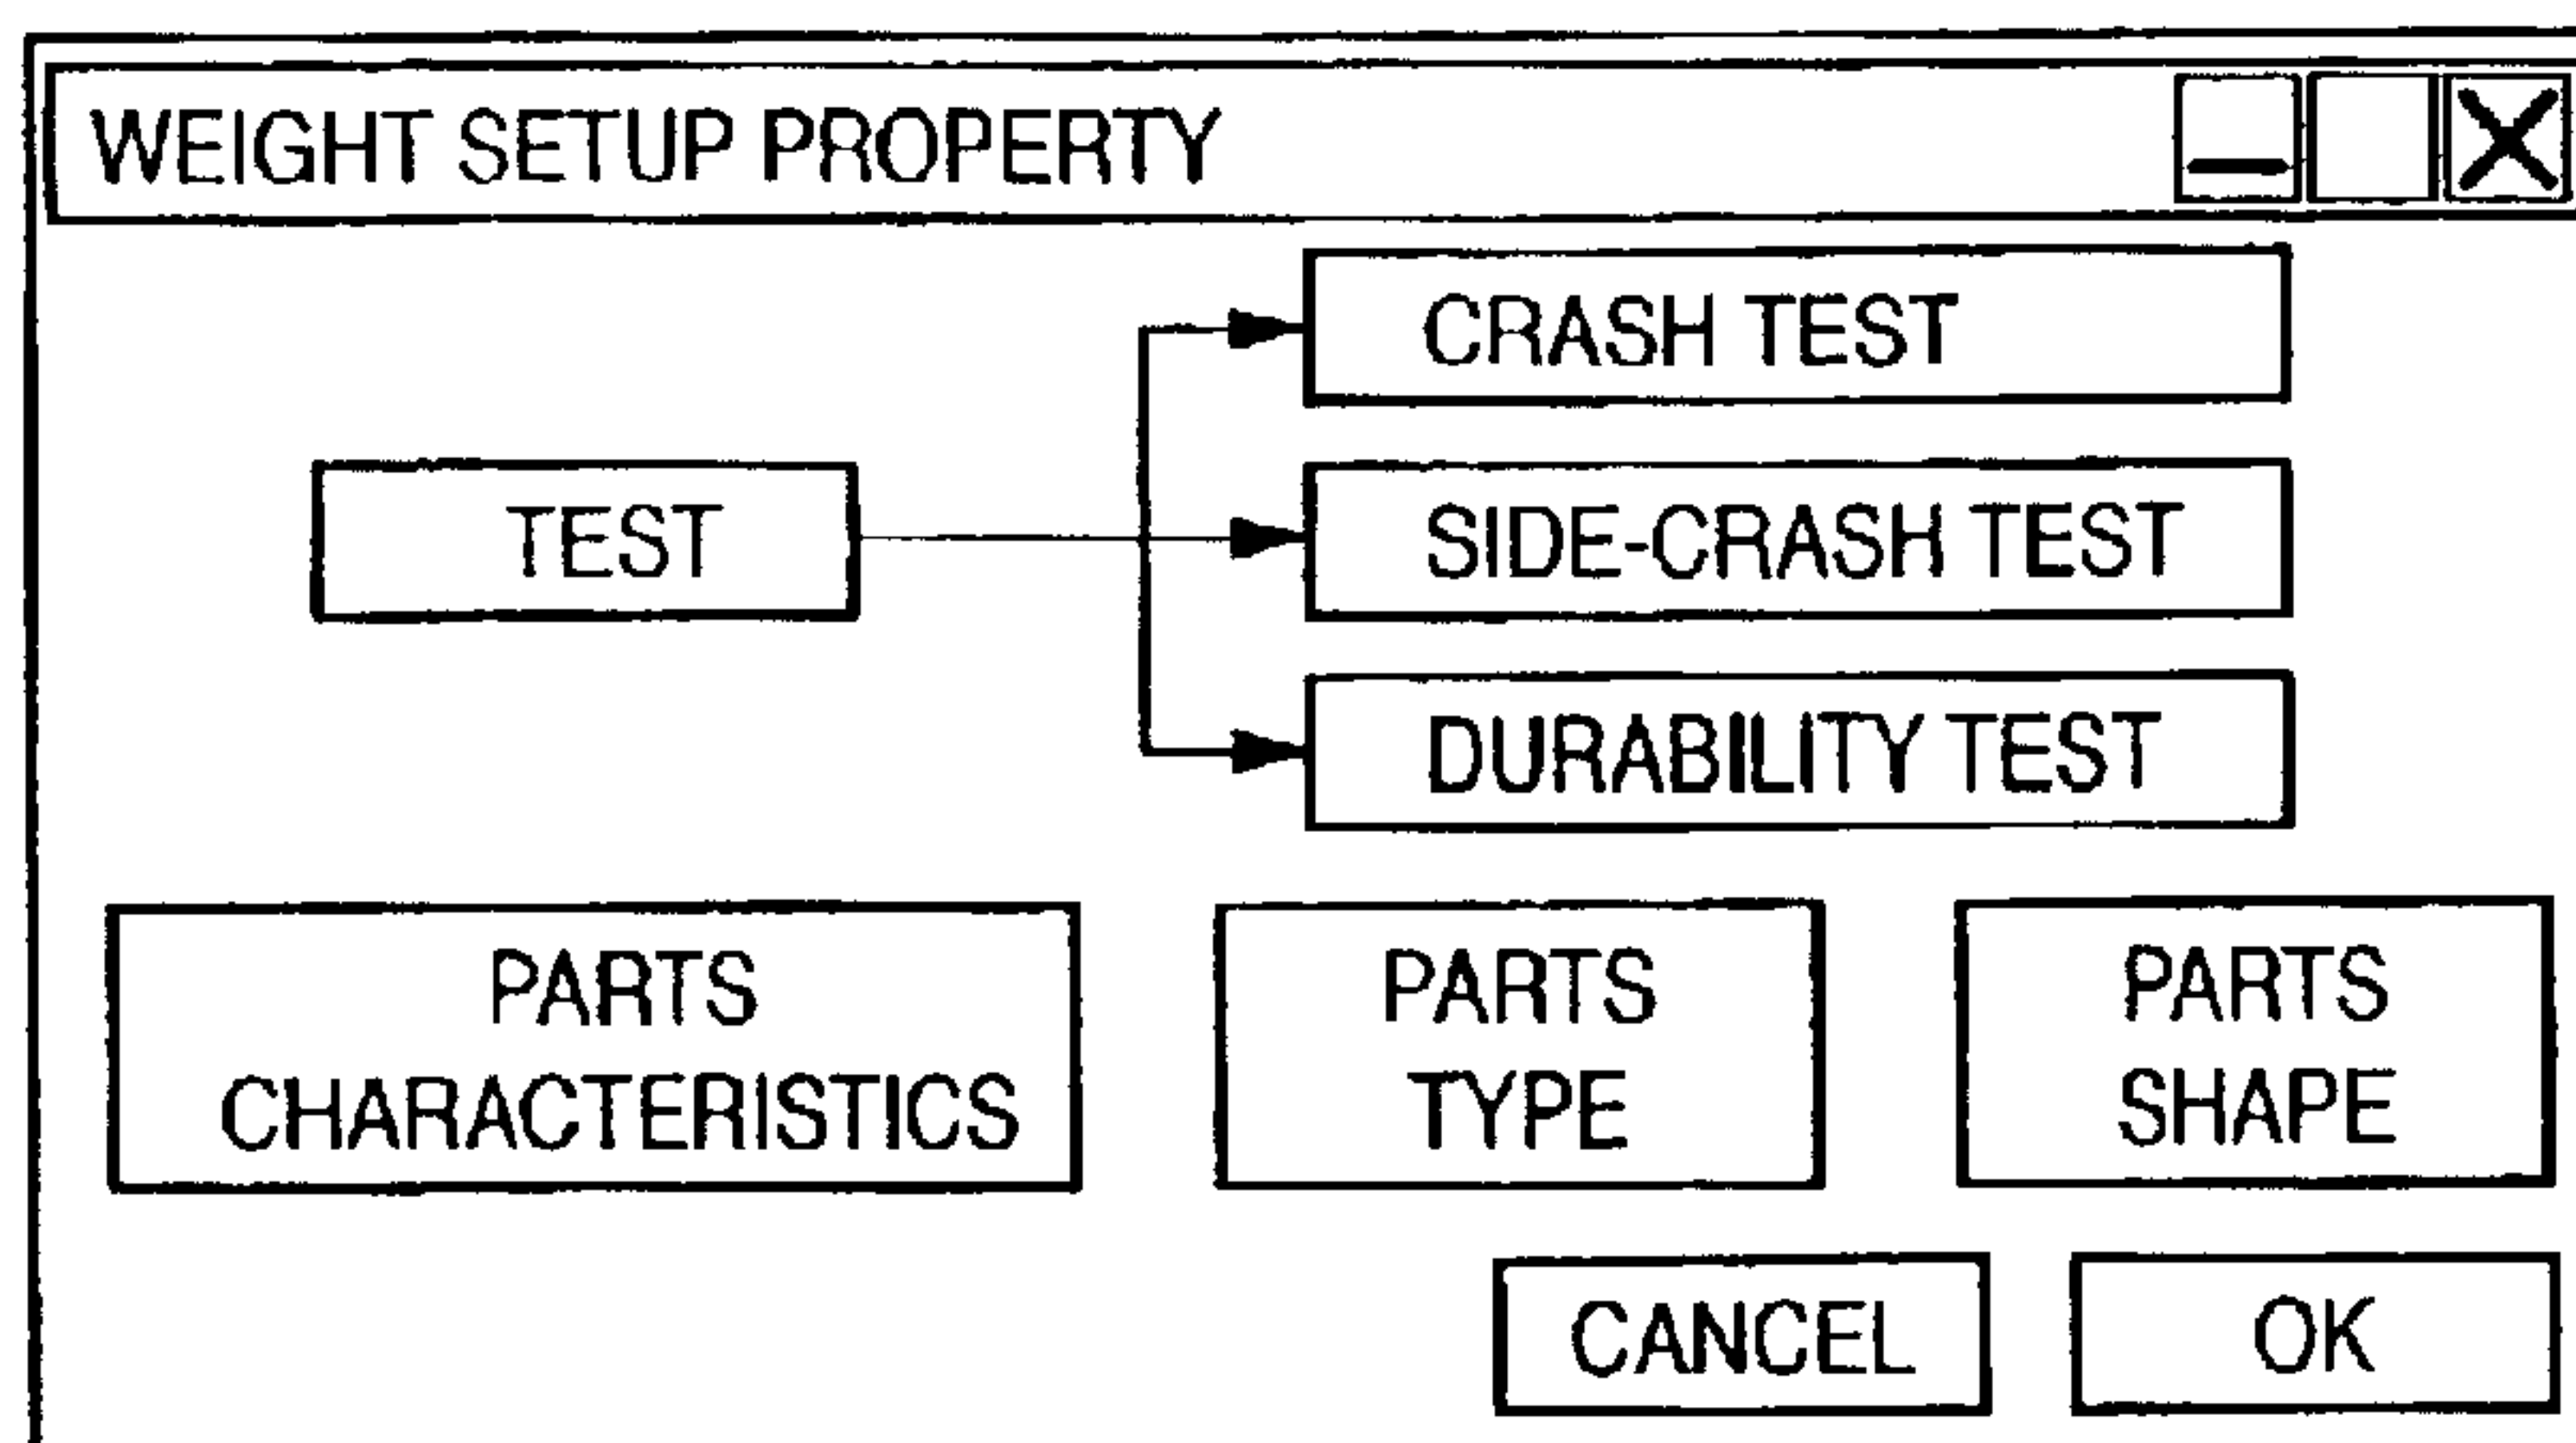 WEIGHT SETUP PROPERTY
CRASH TEST
TEST
SIDE-CRASH TEST
DURABILITY TEST
PARTS
CHARACTERISTICS
PARTS
TYPE
PARTS
SHAPE
CANCEL
OK